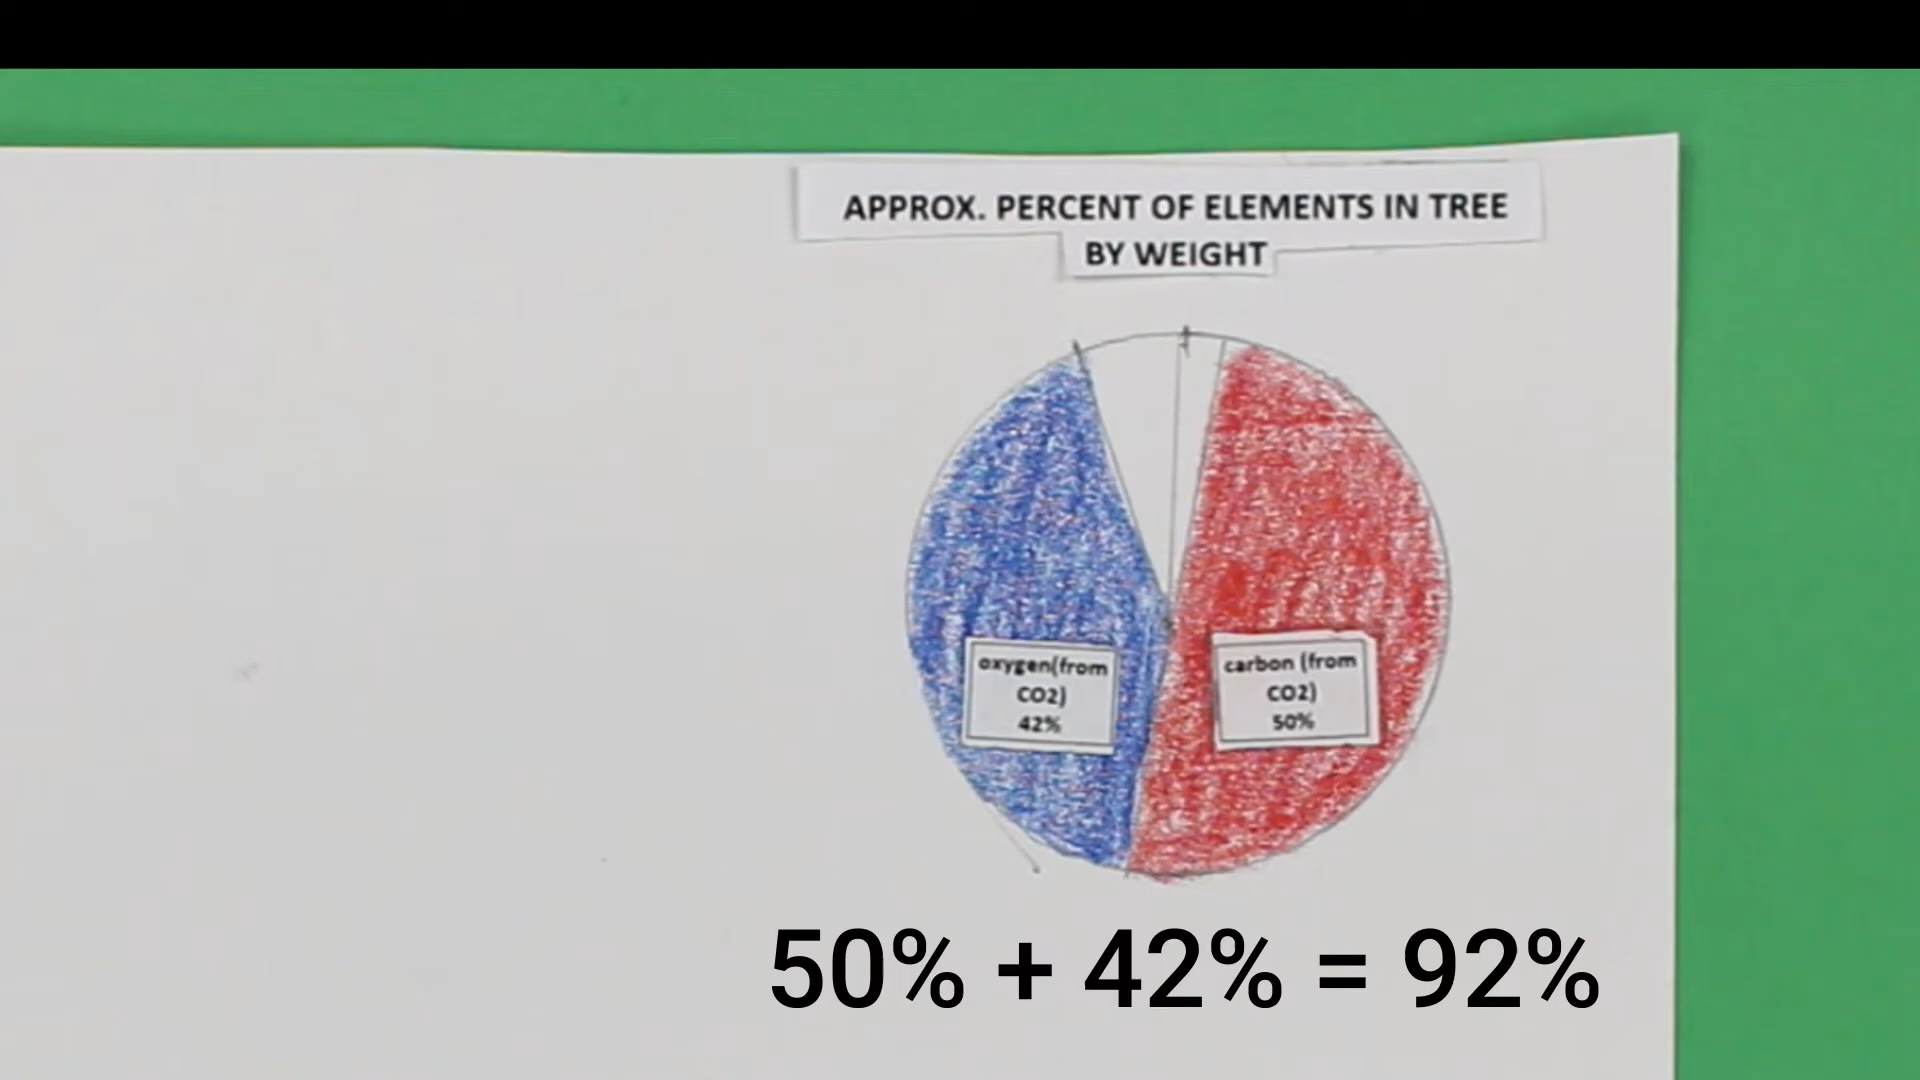 APPROX. PERCENT OF ELEMENTS IN TREE
BY WEIGHT
oxygen(from
CO2)
42%
carbon (from
CO2)
50%
50% + 42% = 92%